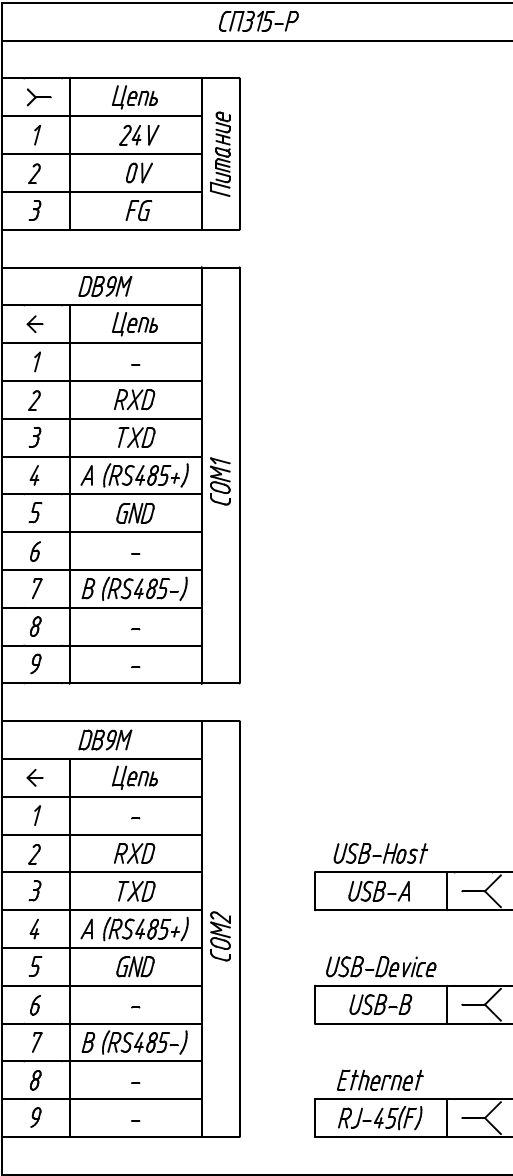 СП315-Р
Цепь
1 24V
2 0V
3 FG
Питание
DB9M
Цепь
1 -
2 RXD
3 TXD
4 A (RS485+)
5 GND
6 -
7 B (RS485-)
8 -
9 -
COM1
DB9M
Цепь
1 -
2 RXD
3 TXD
4 A (RS485+)
5 GND
6 -
7 B (RS485-)
8 -
9 -
COM2
USB-Host
USB-A
USB-Device
USB-B
Ethernet
RJ-45(F)